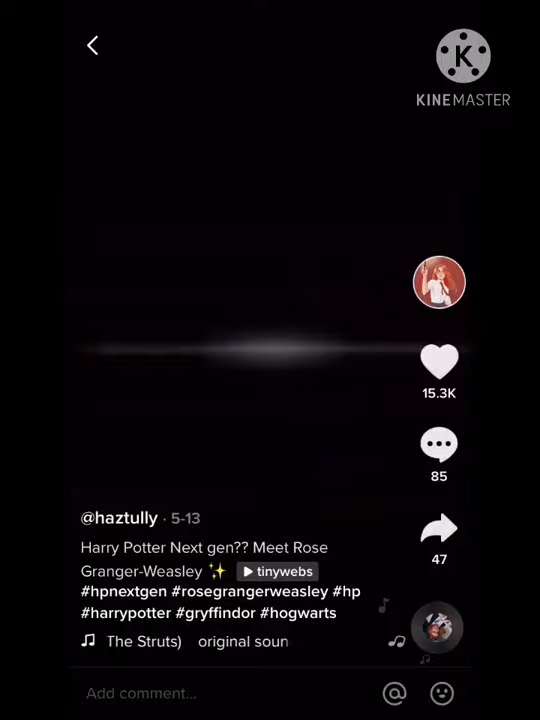 KINEMASTER
15.3K
85
47
@haztully · 5-13
Harry Potter Next gen?? Meet Rose
Granger-Weasley ✨ tinywebs
#hpnextgen #rosegrangerweasley #hp
#harrypotter #gryffindor #hogwarts
The Struts) original soun
Add comment...